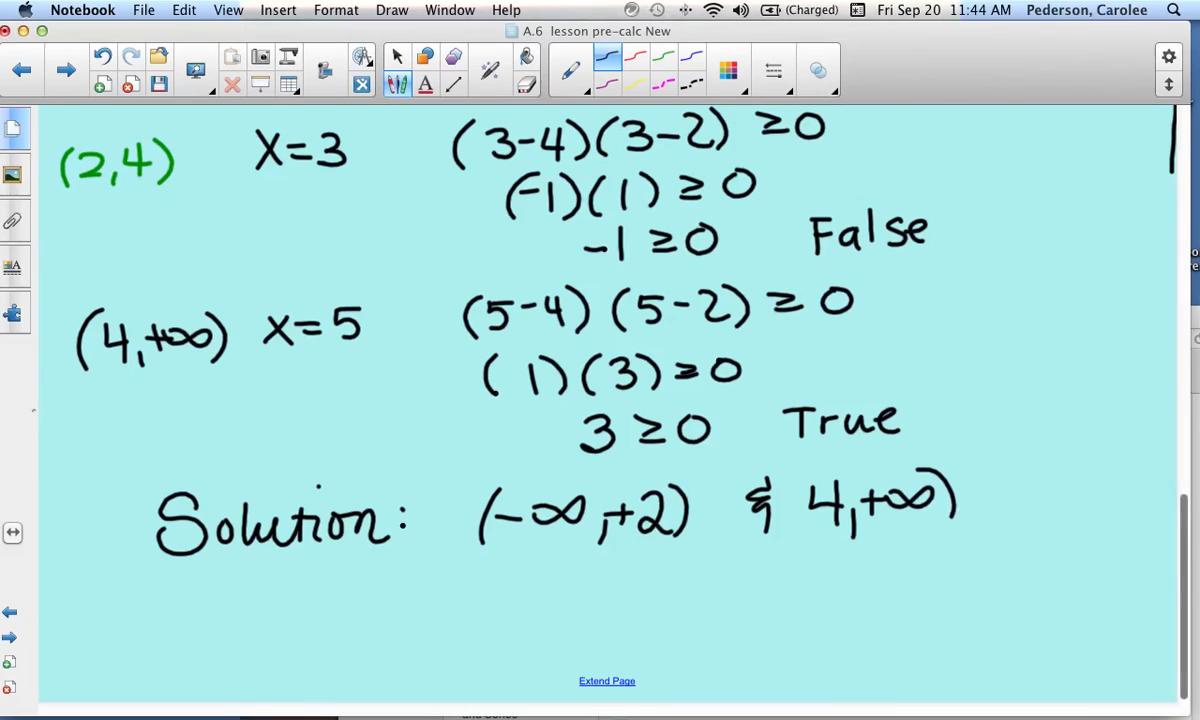 Notebook File Edit View Insert Format Draw Window Help (Charged) Fri Sep 20 11:44 AM Pederson, Carolee
A.6 lesson pre-calc New
(2,4) X=3 (3-4)(3-2) ≥0
(-1)(1) ≥ 0
-1 ≥0 False
(4,+∞) x=5 (5-4) (5-2) ≥ 0
(1)(3) ≥0
3 ≥0 True
Solution: (-∞,+2) & 4,+∞)
Extend Page